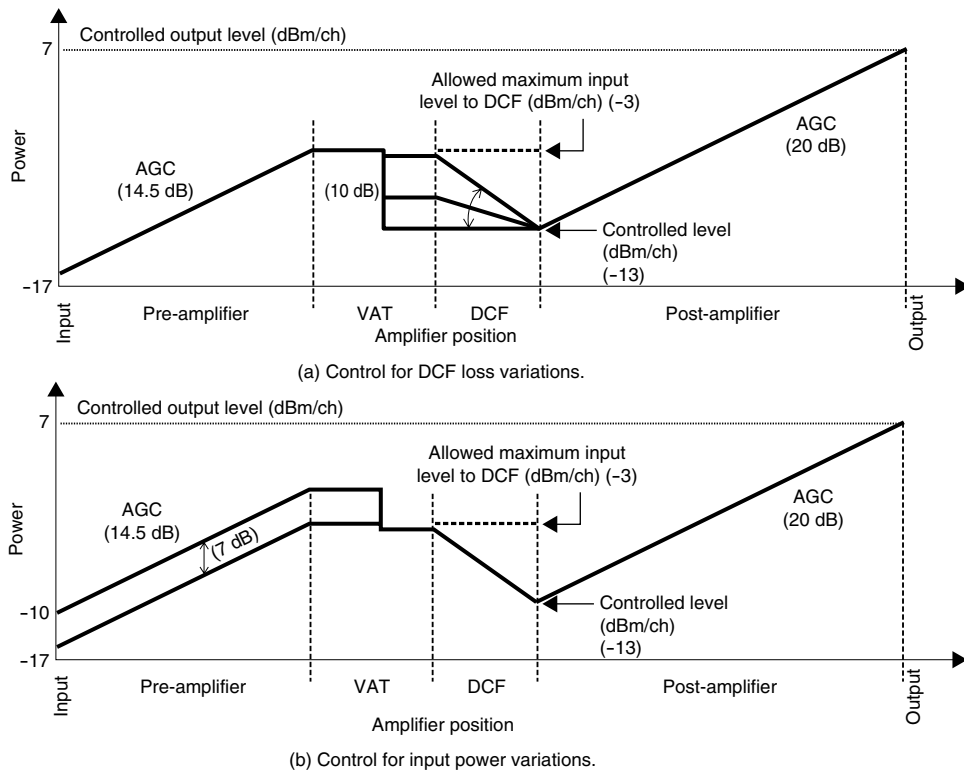 Controlled output level (dBm/ch)
7
Allowed maximum input
level to DCF (dBm/ch) (–3)
Power
AGC
(14.5 dB)
(10 dB)
AGC
(20 dB)
Controlled level
(dBm/ch)
(–13)
–17
Input
Pre-amplifier
VAT
DCF
Post-amplifier
Output
Amplifier position
(a) Control for DCF loss variations.
Controlled output level (dBm/ch)
7
Allowed maximum input
level to DCF (dBm/ch) (–3)
Power
AGC
(14.5 dB)
(7 dB)
AGC
(20 dB)
–10
Controlled level
(dBm/ch)
(–13)
–17
Input
Pre-amplifier
VAT
DCF
Post-amplifier
Output
Amplifier position
(b) Control for input power variations.